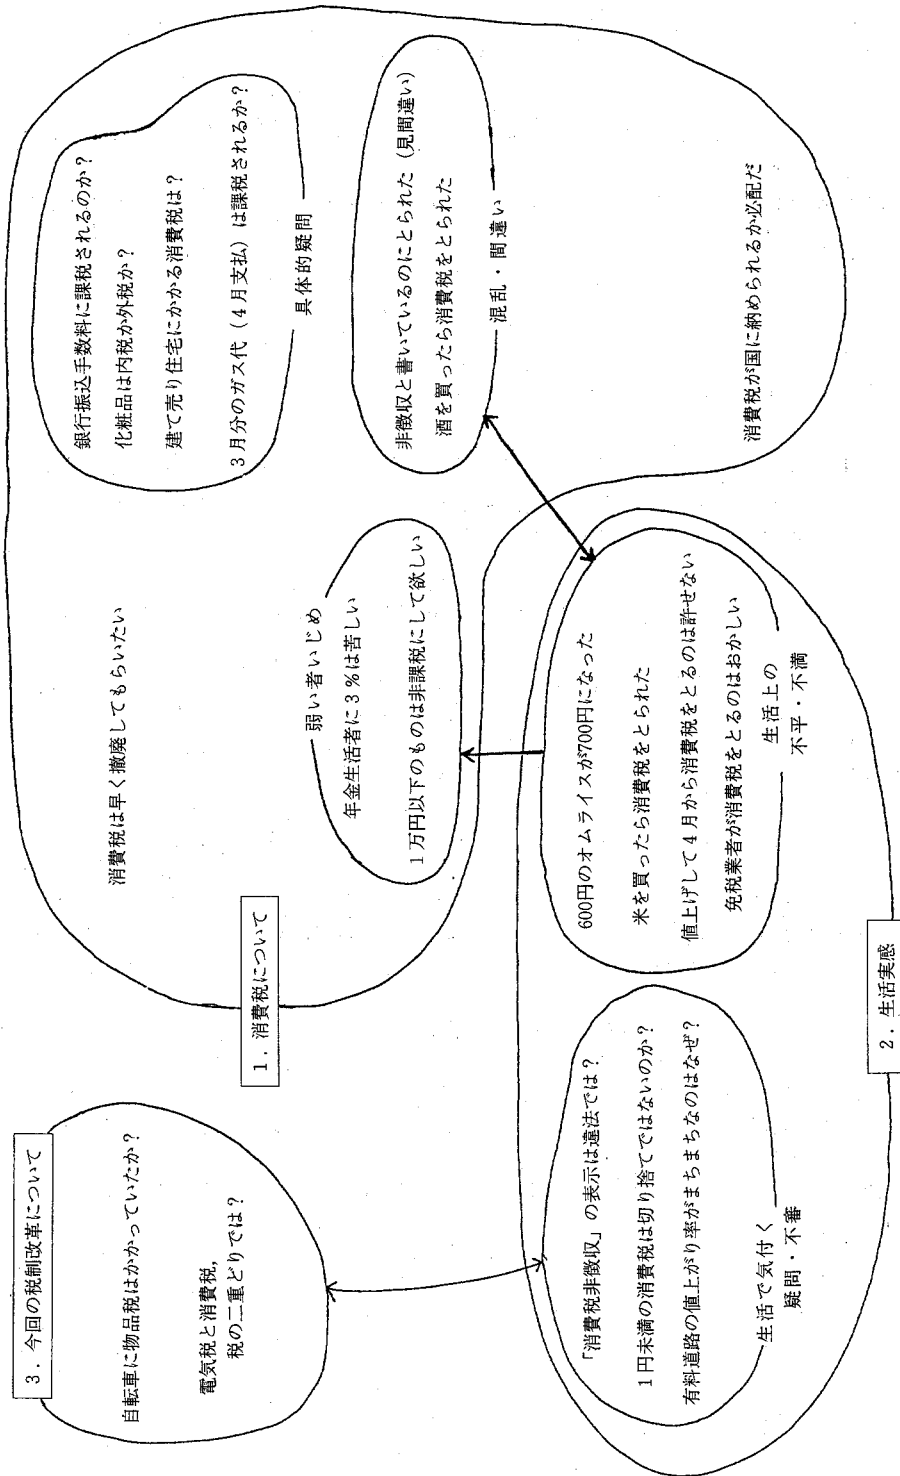 3．今回の税制改革について
自転車に物品税はかかっていたか？
電気税と消費税，
税の二重どりでは？
1．消費税について
消費税は早く撤廃してもらいたい
弱い者いじめ
年金生活者に3％は苦しい
1万円以下のものは非課税にして欲しい
銀行振込手数料に課税されるのか？
化粧品は内税か外税か？
建て売り住宅にかかる消費税は？
3月分のガス代（4月支払）は課税されるか？
具体的疑問
非徴収と書いているのにとられた（見間違い）
酒を買ったら消費税をとられた
混乱・間違い
消費税が国に納められるか心配だ
「消費税非徴収」の表示は違法では？
1円未満の消費税は切り捨てではないのか？
有料道路の値上がり率がまちまちなのはなぜ？
生活で気付く
疑問・不審
600円のオムライスが700円になった
米を買ったら消費税をとられた
値上げして4月から消費税をとるのは許せない
免税業者が消費税をとるのはおかしい
生活上の
不平・不満
2．生活実感